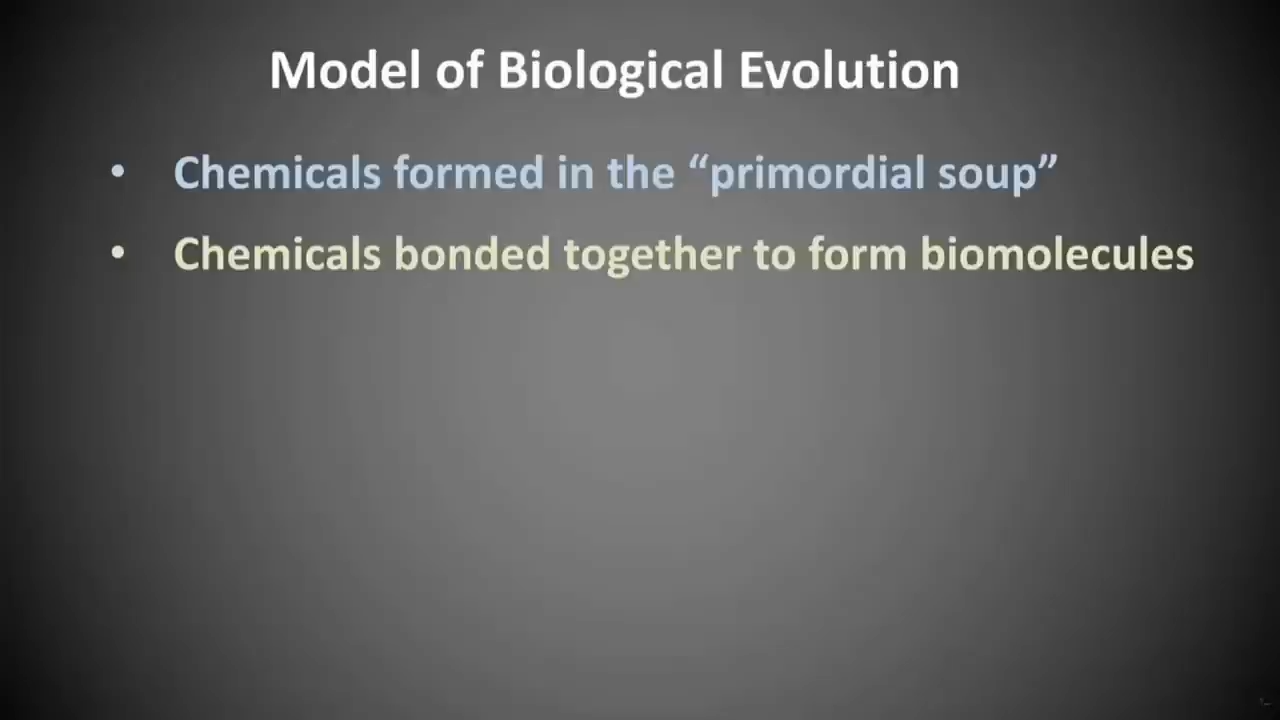 Model of Biological Evolution
• Chemicals formed in the “primordial soup”
• Chemicals bonded together to form biomolecules